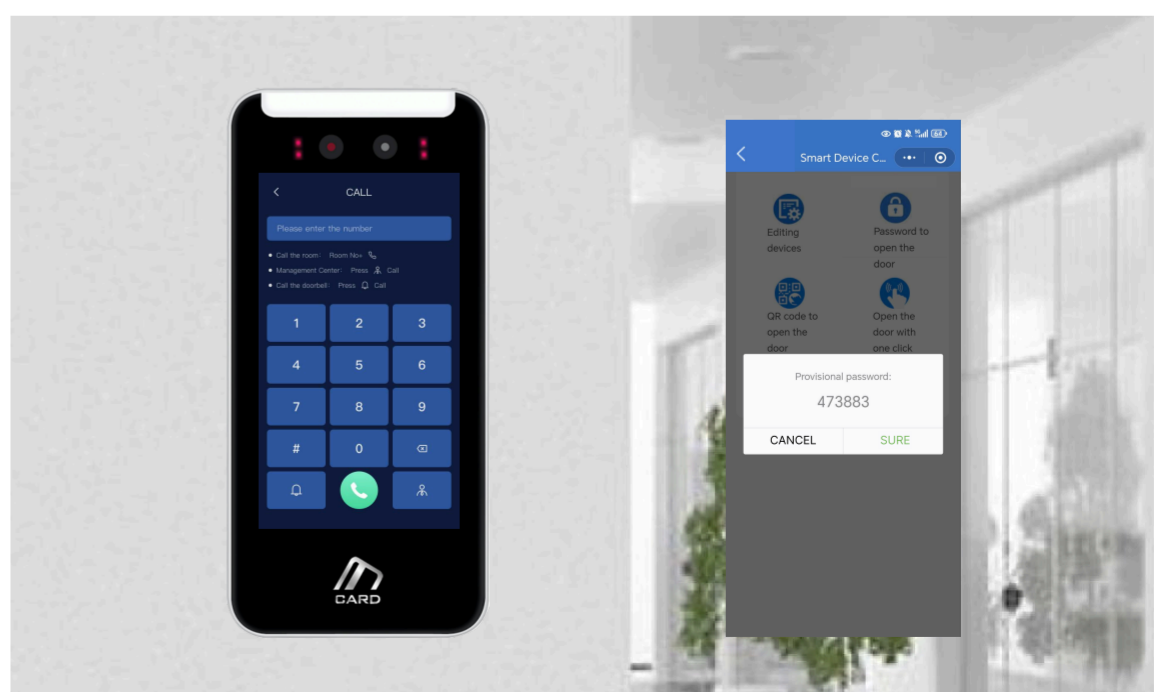 CALL
Please enter the number
Call the room: Room No+
Management Center: Press Call
Call the doorbell: Press Call
1 2 3
4 5 6
7 8 9
# 0
CARD
64
Smart Device C...
Editing
devices
Password to
open the
door
QR code to
open the
door
Open the
door with
one click
Provisional password:
473883
CANCEL SURE